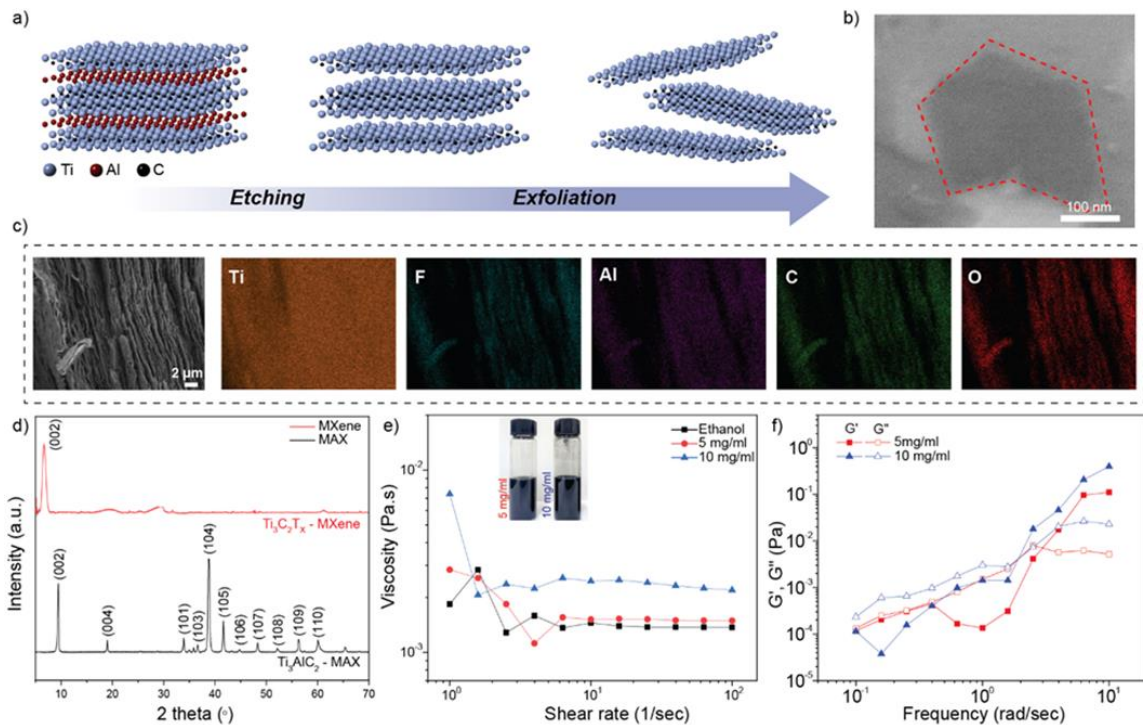 a)
Ti Al C
Etching Exfoliation
b)
100 nm
c)
2 µm
Ti
F
Al
C
O
d)
(002)
MXene
MAX
Ti₃C₂Tₓ - MXene
(002)
(004)
(101)
(103)
(104)
(105)
(106)
(107)
(108)
(109)
(110)
Ti₃AlC₂ - MAX
Intensity (a.u.)
10 20 30 40 50 60 70
2 theta (°)
e)
Ethanol
5 mg/ml
10 mg/ml
5 mg/ml
10 mg/ml
Viscosity (Pa.s)
10⁻²
10⁻³
10⁰ 10¹ 10²
Shear rate (1/sec)
f)
G' G"
5mg/ml
10 mg/ml
G', G" (Pa)
10⁰
10⁻¹
10⁻²
10⁻³
10⁻⁴
10⁻⁵
10⁻¹ 10⁰ 10¹
Frequency (rad/sec)